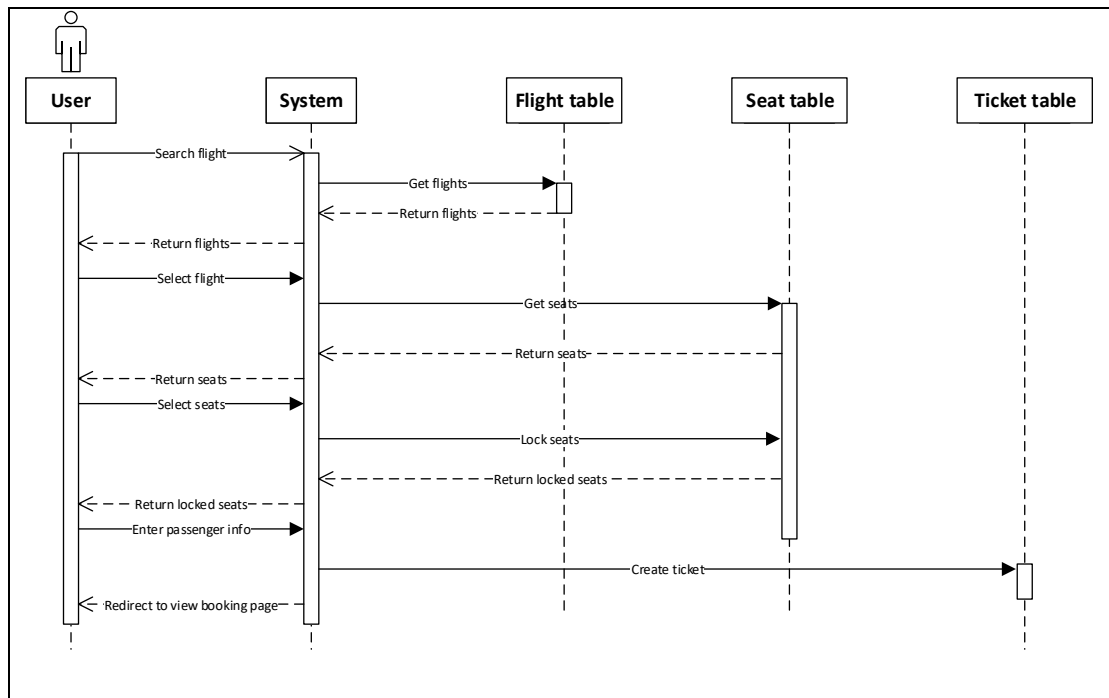 User
System
Flight table
Seat table
Ticket table
Search flight
Get flights
Return flights
Return flights
Select flight
Get seats
Return seats
Return seats
Select seats
Lock seats
Return locked seats
Return locked seats
Enter passenger info
Create ticket
Redirect to view booking page